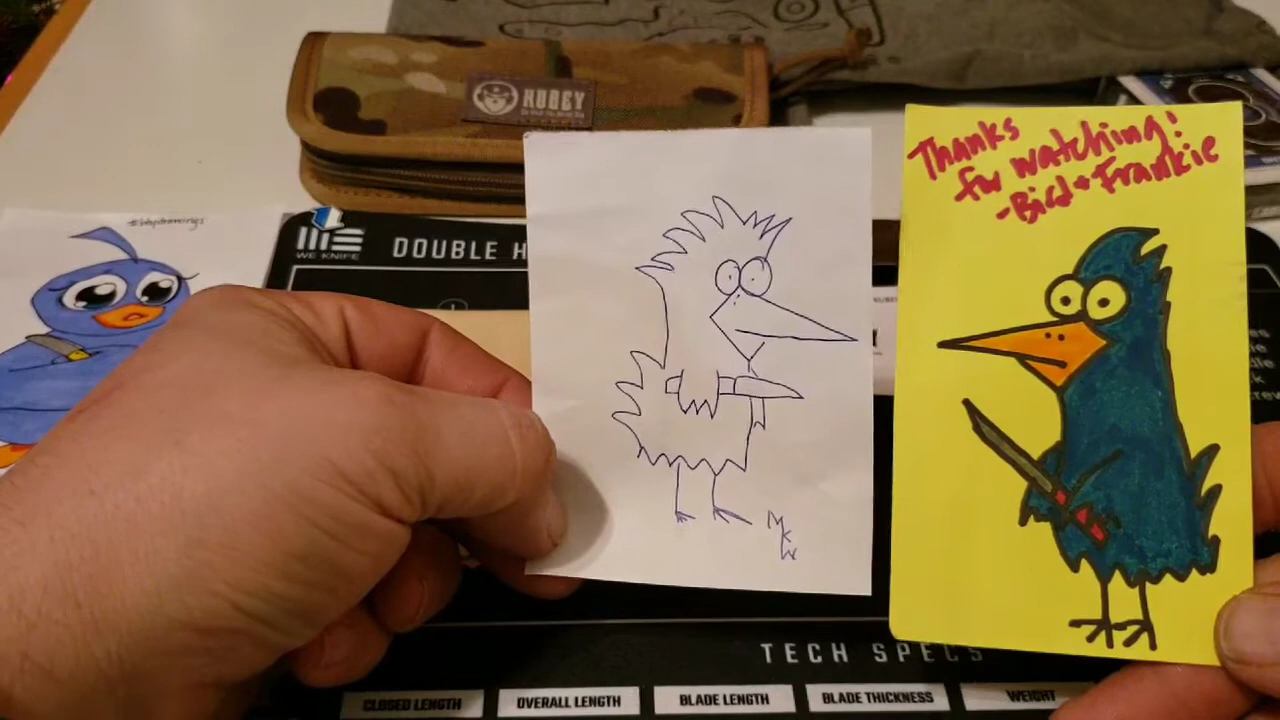 KUBEY
WE KNIFE
DOUBLE H
Thanks
for watching!
-Bird + Frankie
MKW
TECH SPECS
CLOSED LENGTH
OVERALL LENGTH
BLADE LENGTH
BLADE THICKNESS
WEIGHT